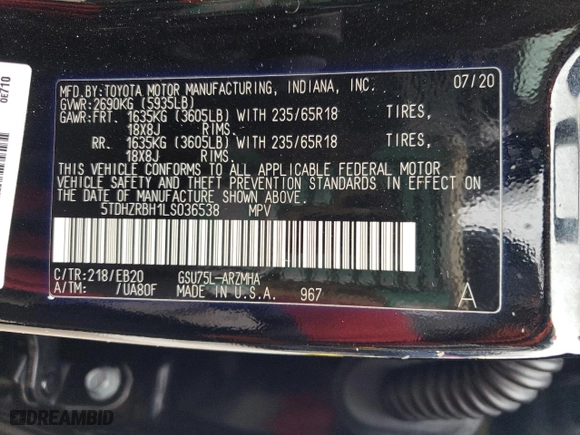 MFD.BY:TOYOTA MOTOR MANUFACTURING, INDIANA, INC. 07/20
GVWR:2690KG (5935LB)
GAWR:FRT. 1635KG (3605LB) WITH 235/65R18 TIRES,
18X8J RIMS.
RR. 1635KG (3605LB) WITH 235/65R18 TIRES,
18X8J RIMS.
THIS VEHICLE CONFORMS TO ALL APPLICABLE FEDERAL MOTOR
VEHICLE SAFETY AND THEFT PREVENTION STANDARDS IN EFFECT ON
THE DATE OF MANUFACTURE SHOWN ABOVE.
5TDHZRBH1LS036538 MPV
C/TR:218/EB20 GSU75L-ARZMHA
A/TM: /UA80F MADE IN U.S.A. 967 A
0E710
DREAMBID